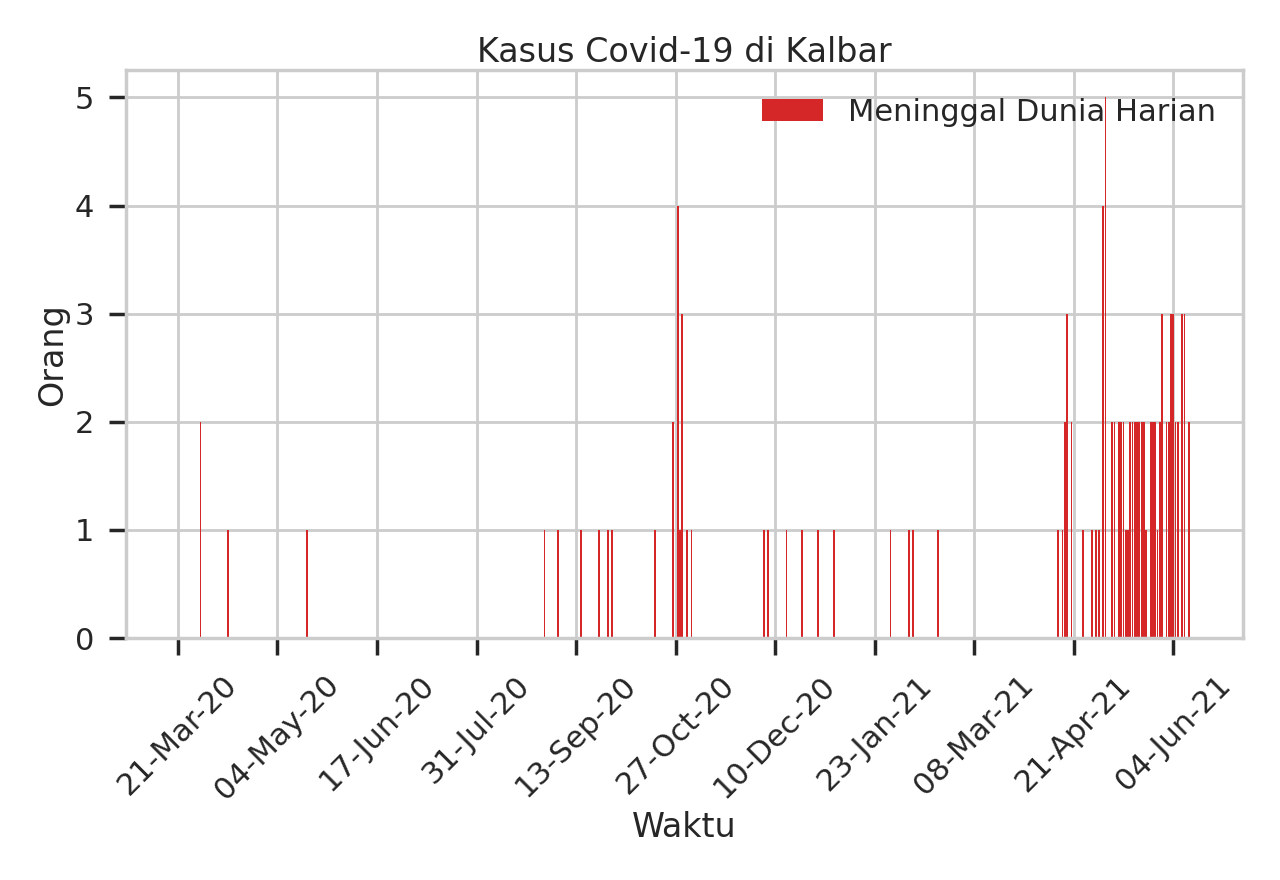 Kasus Covid-19 di Kalbar
Meninggal Dunia Harian
5
4
3
2
1
0
Orang
21-Mar-20
04-May-20
17-Jun-20
31-Jul-20
13-Sep-20
27-Oct-20
10-Dec-20
23-Jan-21
08-Mar-21
21-Apr-21
04-Jun-21
Waktu